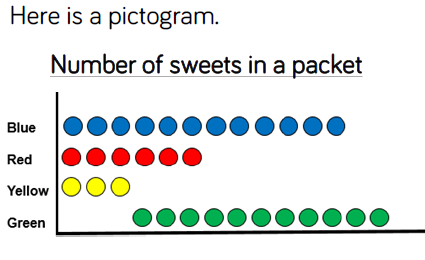 Here is a pictogram.
Number of sweets in a packet
Blue
Red
Yellow
Green